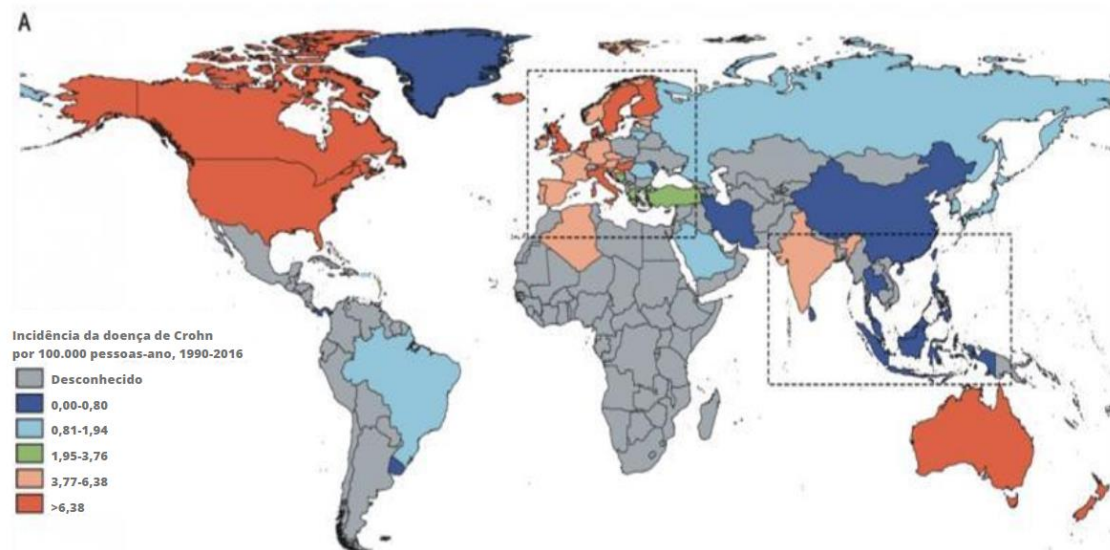 A
Incidência da doença de Crohn
por 100.000 pessoas-ano, 1990-2016
Desconhecido
0,00-0,80
0,81-1,94
1,95-3,76
3,77-6,38
>6,38